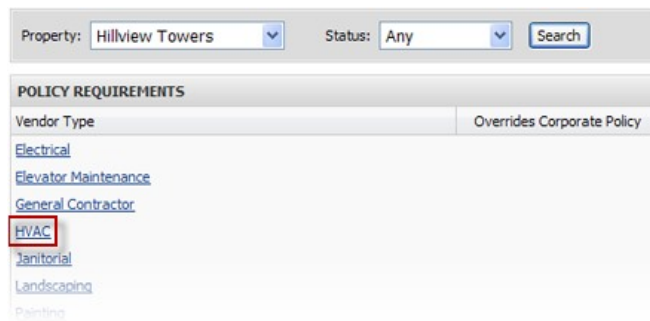 Property: Hillview Towers Status: Any Search
POLICY REQUIREMENTS
Vendor Type Overrides Corporate Policy
Electrical
Elevator Maintenance
General Contractor
HVAC
Janitorial
Landscaping
Painting